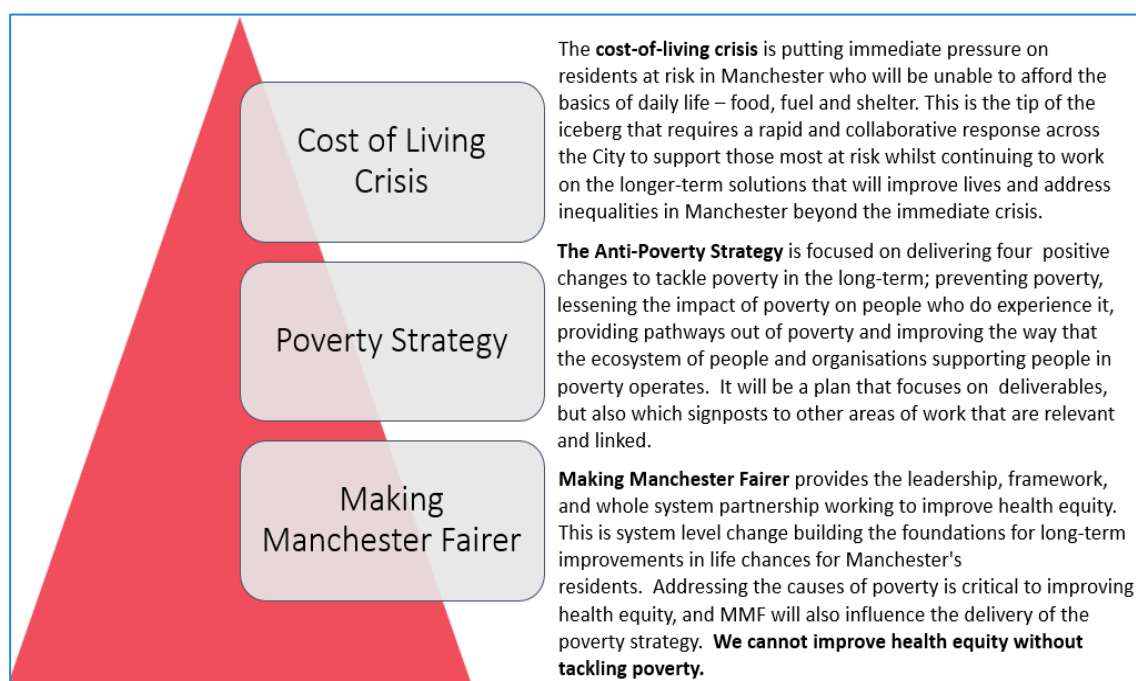 Cost of Living
Crisis
The cost-of-living crisis is putting immediate pressure on
residents at risk in Manchester who will be unable to afford the
basics of daily life – food, fuel and shelter. This is the tip of the
iceberg that requires a rapid and collaborative response across
the City to support those most at risk whilst continuing to work
on the longer-term solutions that will improve lives and address
inequalities in Manchester beyond the immediate crisis.
Poverty Strategy
The Anti-Poverty Strategy is focused on delivering four  positive
changes to tackle poverty in the long-term; preventing poverty,
lessening the impact of poverty on people who do experience it,
providing pathways out of poverty and improving the way that
the ecosystem of people and organisations supporting people in
poverty operates.  It will be a plan that focuses on  deliverables,
but also which signposts to other areas of work that are relevant
and linked.
Making
Manchester Fairer
Making Manchester Fairer provides the leadership, framework,
and whole system partnership working to improve health equity.
This is system level change building the foundations for long-term
improvements in life chances for Manchester's
residents.  Addressing the causes of poverty is critical to improving
health equity, and MMF will also influence the delivery of the
poverty strategy.  We cannot improve health equity without
tackling poverty.